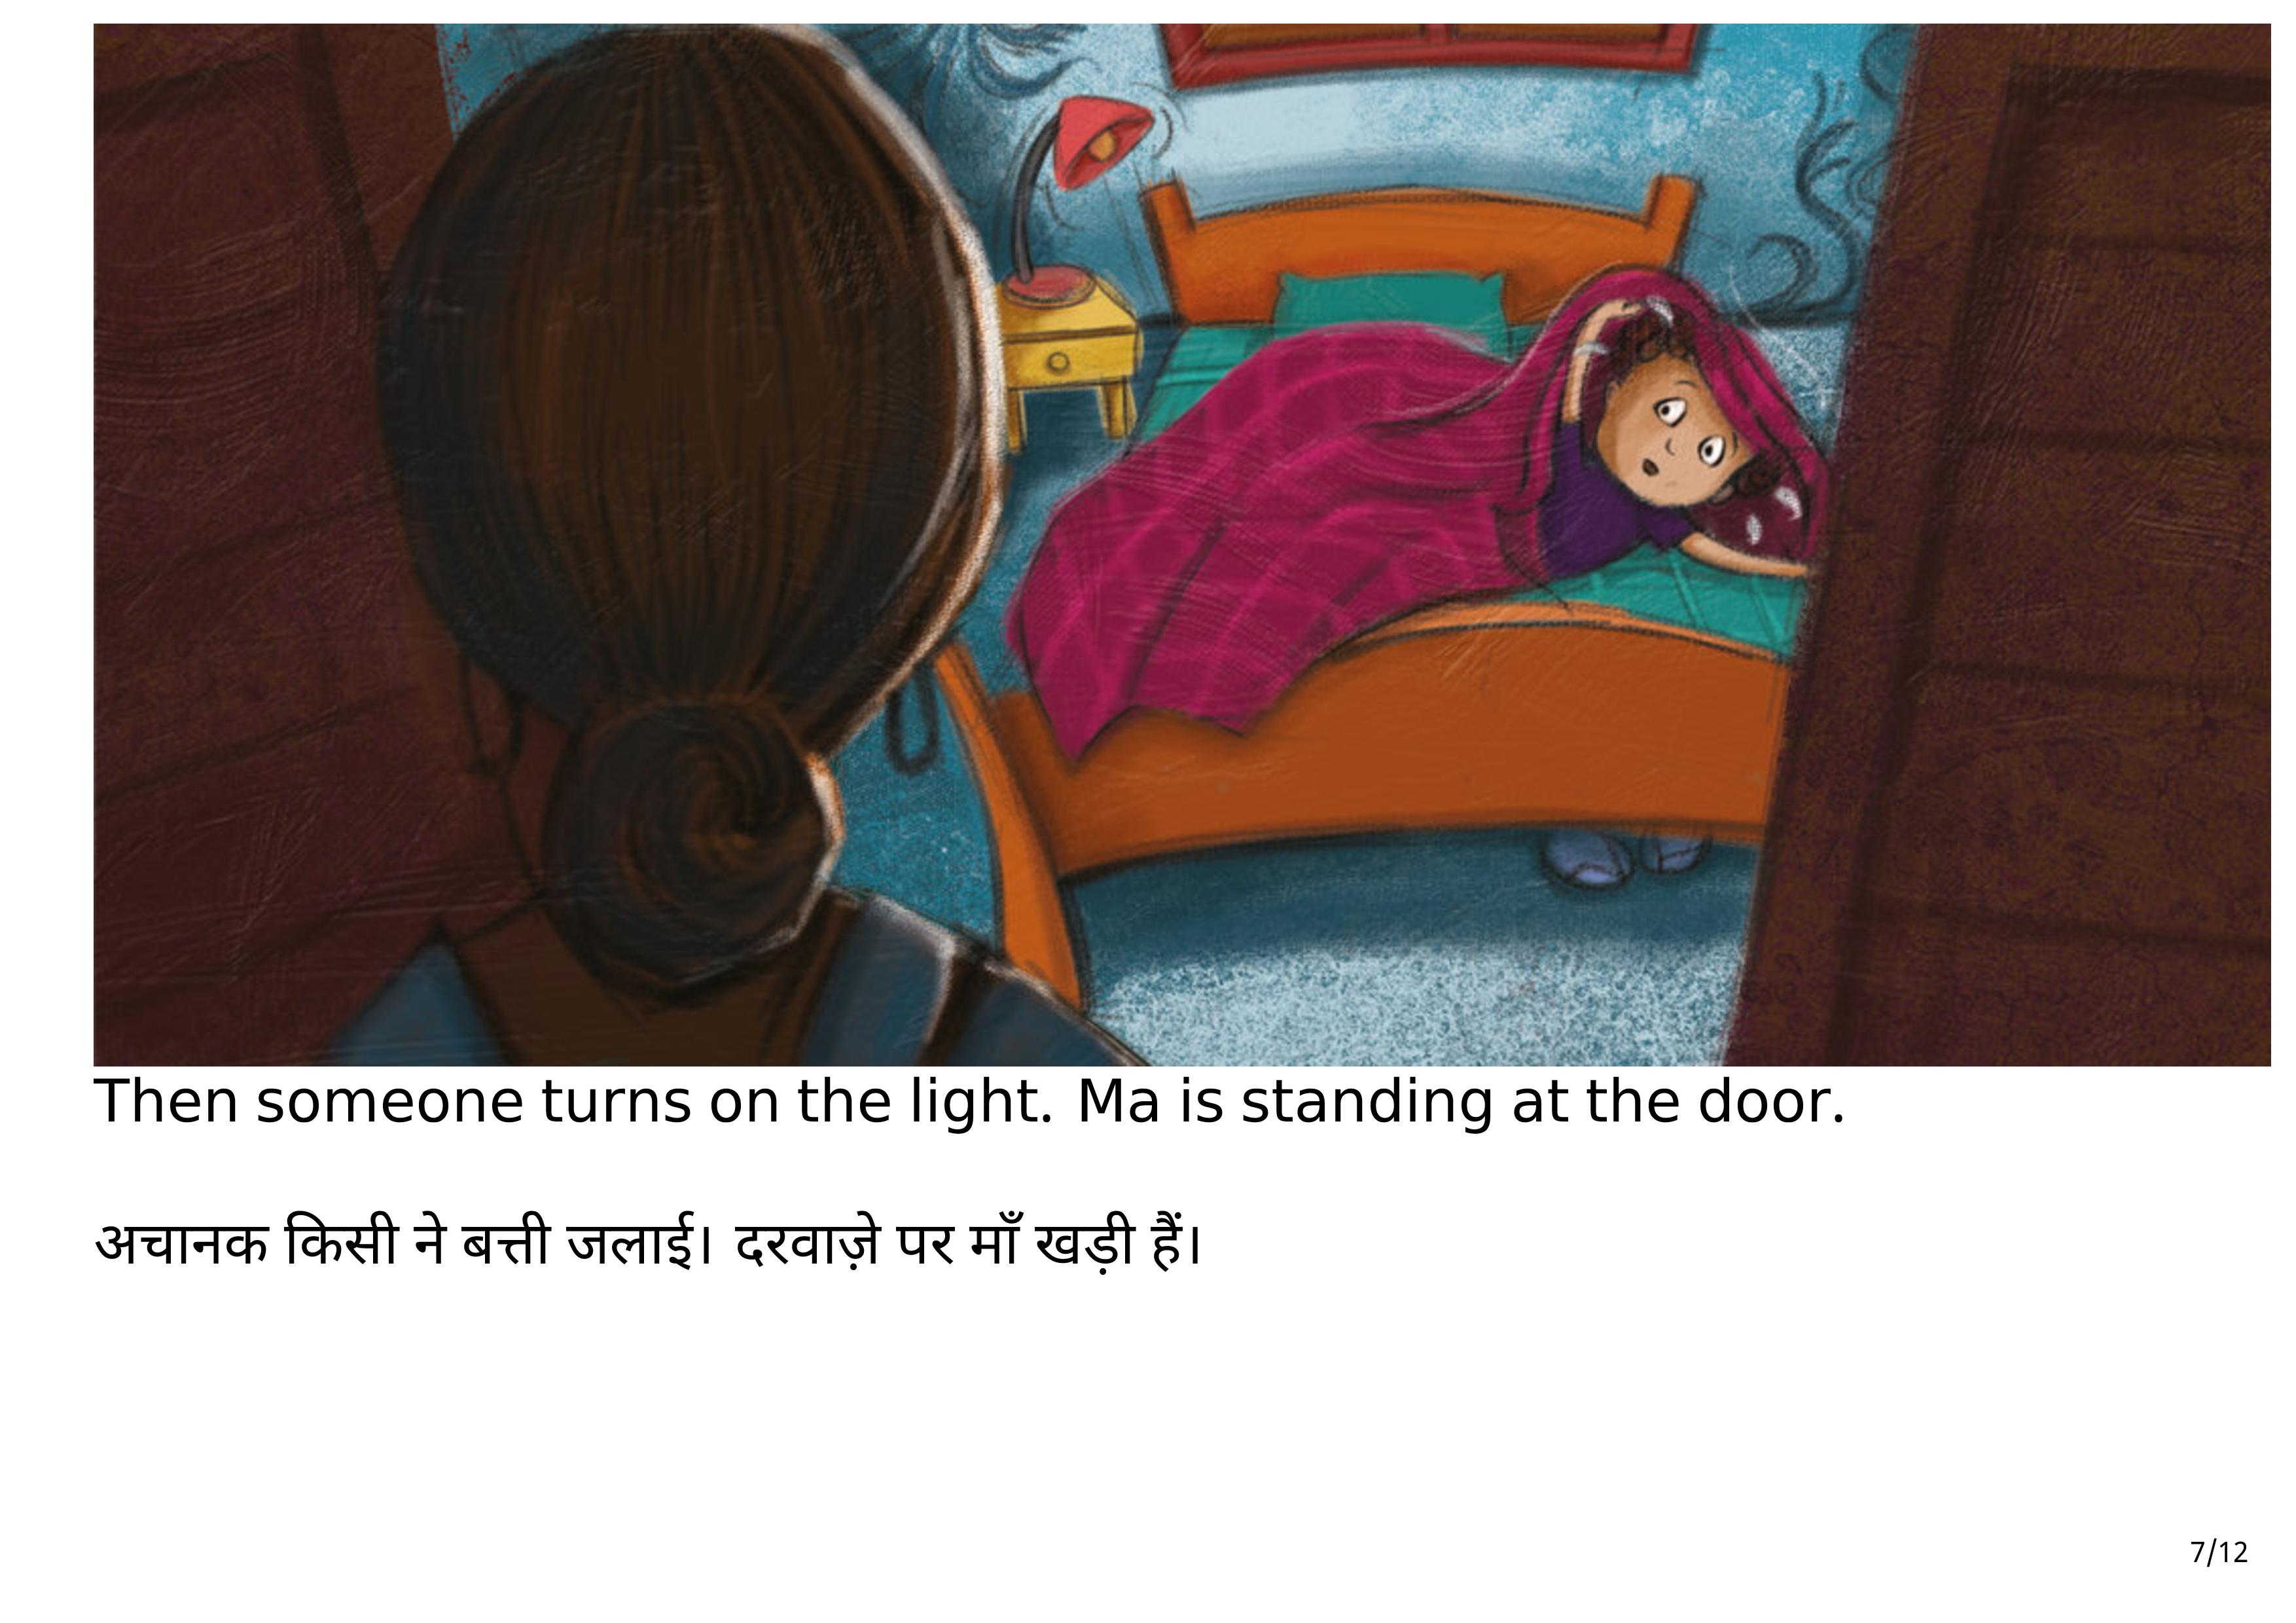 Then someone turns on the light. Ma is standing at the door.
अचानक किसी ने बत्ती जलाई। दरवाज़े पर माँ खड़ी हैं।
7/12